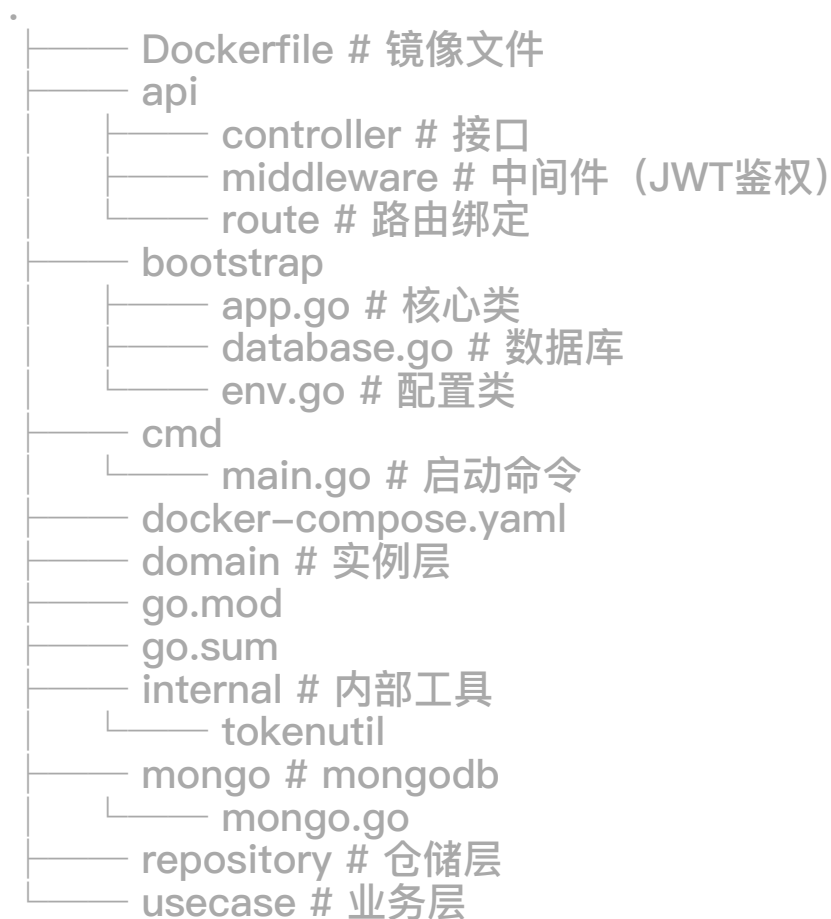 .
├── Dockerfile # 镜像文件
├── api
│   ├── controller # 接口
│   ├── middleware # 中间件（JWT鉴权）
│   └── route # 路由绑定
├── bootstrap
│   ├── app.go # 核心类
│   ├── database.go # 数据库
│   └── env.go # 配置类
├── cmd
│   └── main.go # 启动命令
├── docker-compose.yaml
├── domain # 实例层
├── go.mod
├── go.sum
├── internal # 内部工具
│   └── tokenutil
├── mongo # mongodb
│   └── mongo.go
├── repository # 仓储层
└── usecase # 业务层